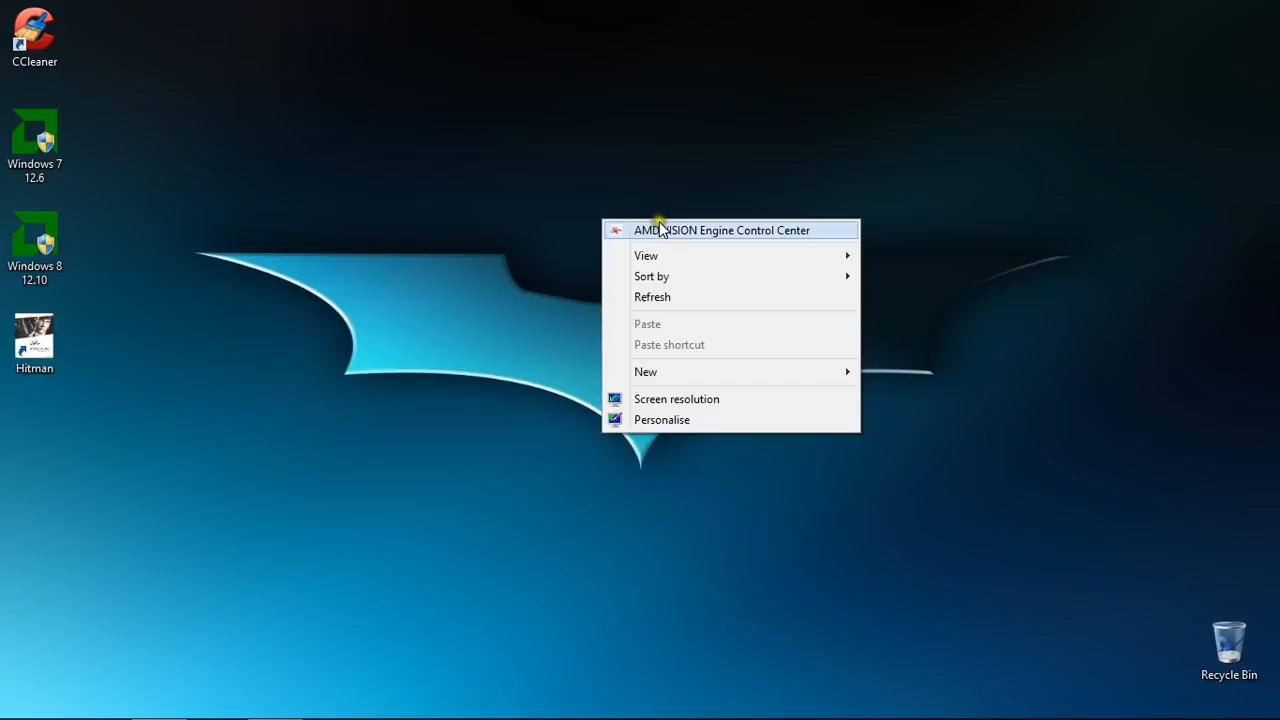 CCleaner
Windows 7
12.6
Windows 8
12.10
Hitman
AMD VISION Engine Control Center
View
Sort by
Refresh
Paste
Paste shortcut
New
Screen resolution
Personalise
Recycle Bin